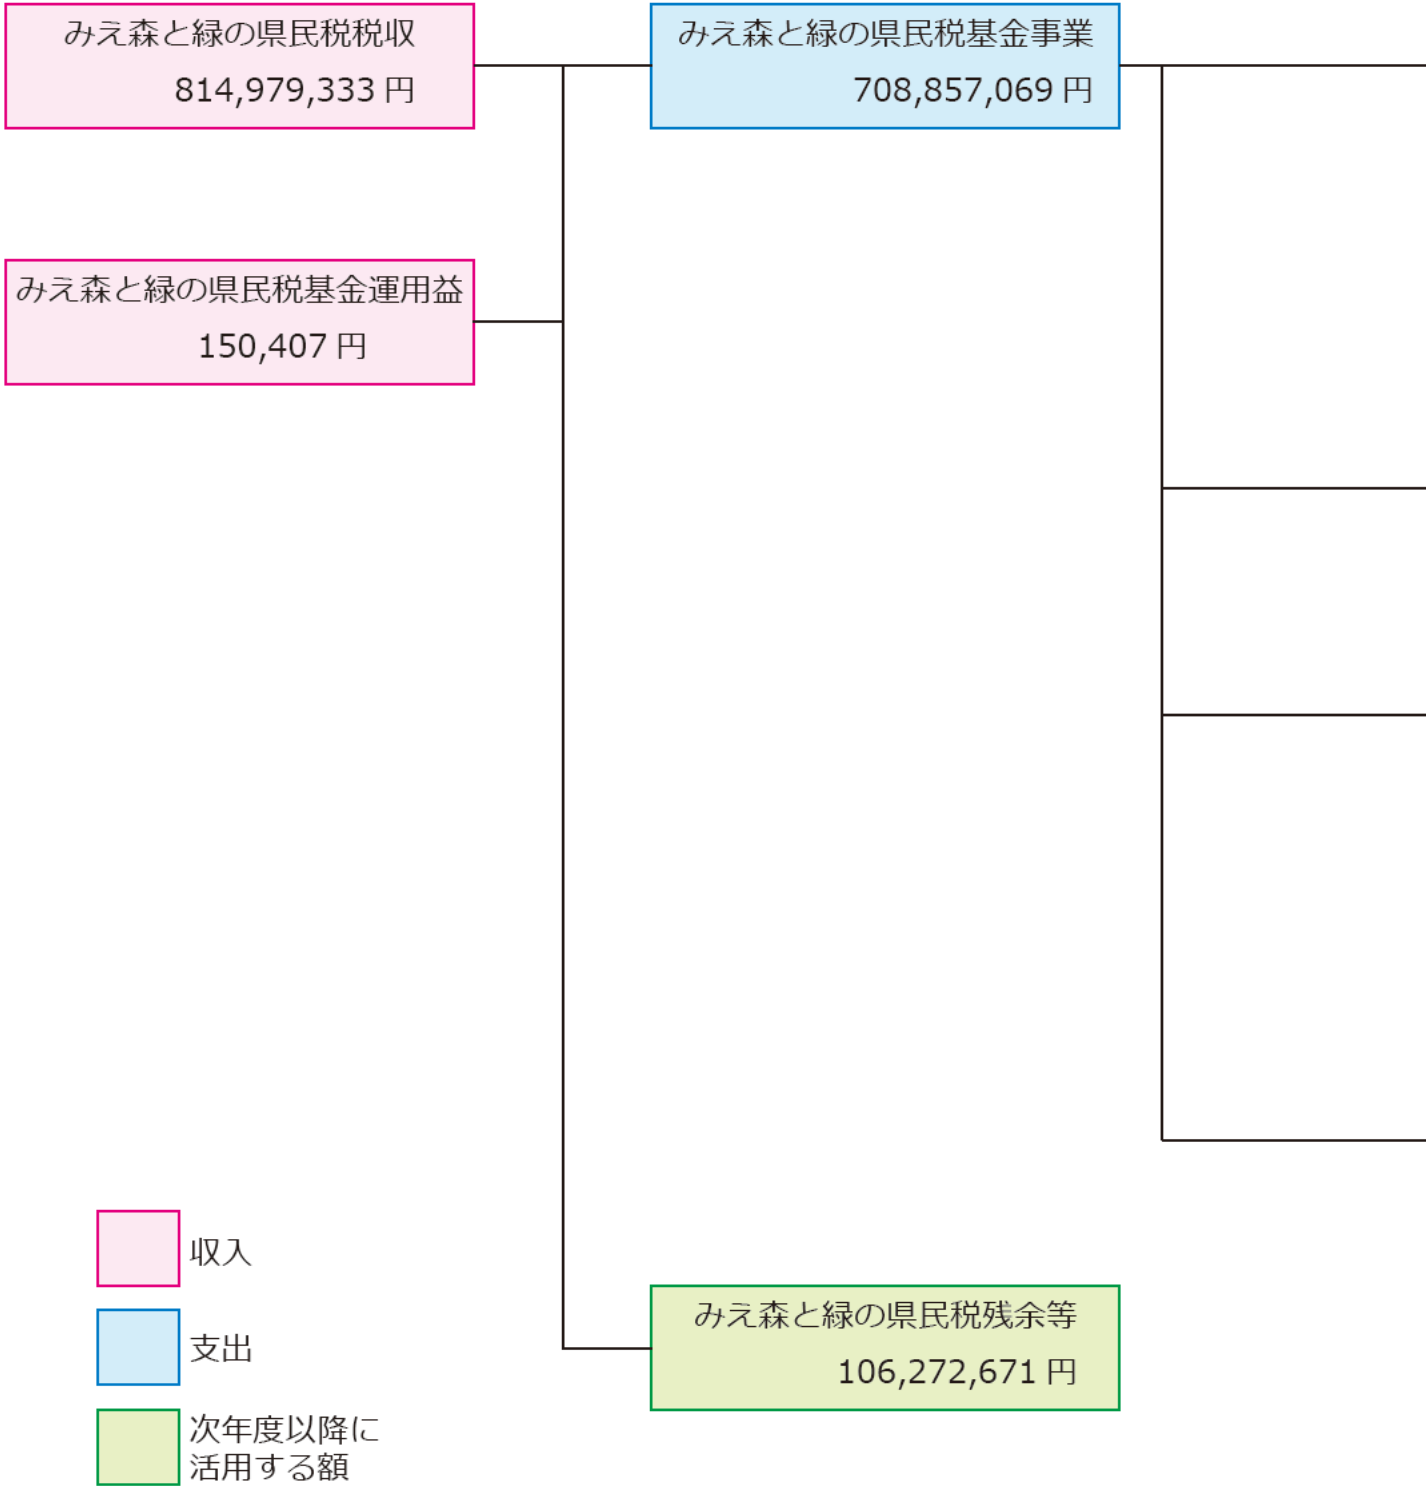 みえ森と緑の県民税税収
814,979,333 円
みえ森と緑の県民税基金事業
708,857,069 円
みえ森と緑の県民税基金運用益
150,407 円
収入
支出
次年度以降に
活用する額
みえ森と緑の県民税残余等
106,272,671 円